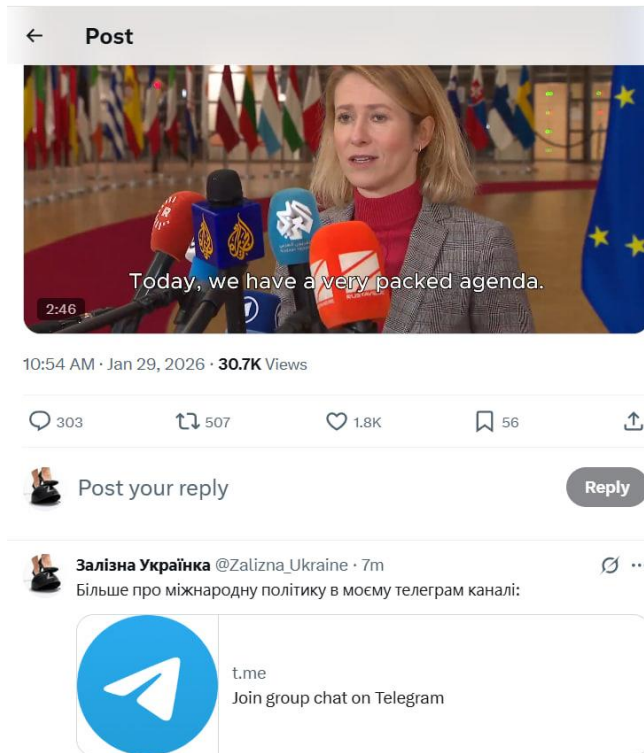 Post
Today, we have a very packed agenda.
2:46
10:54 AM · Jan 29, 2026 · 30.7K Views
303 507 1.8K 56
Post your reply
Reply
Залізна Українка @Zalizna_Ukraine · 7m
Більше про міжнародну політику в моєму телеграм каналі:
t.me
Join group chat on Telegram